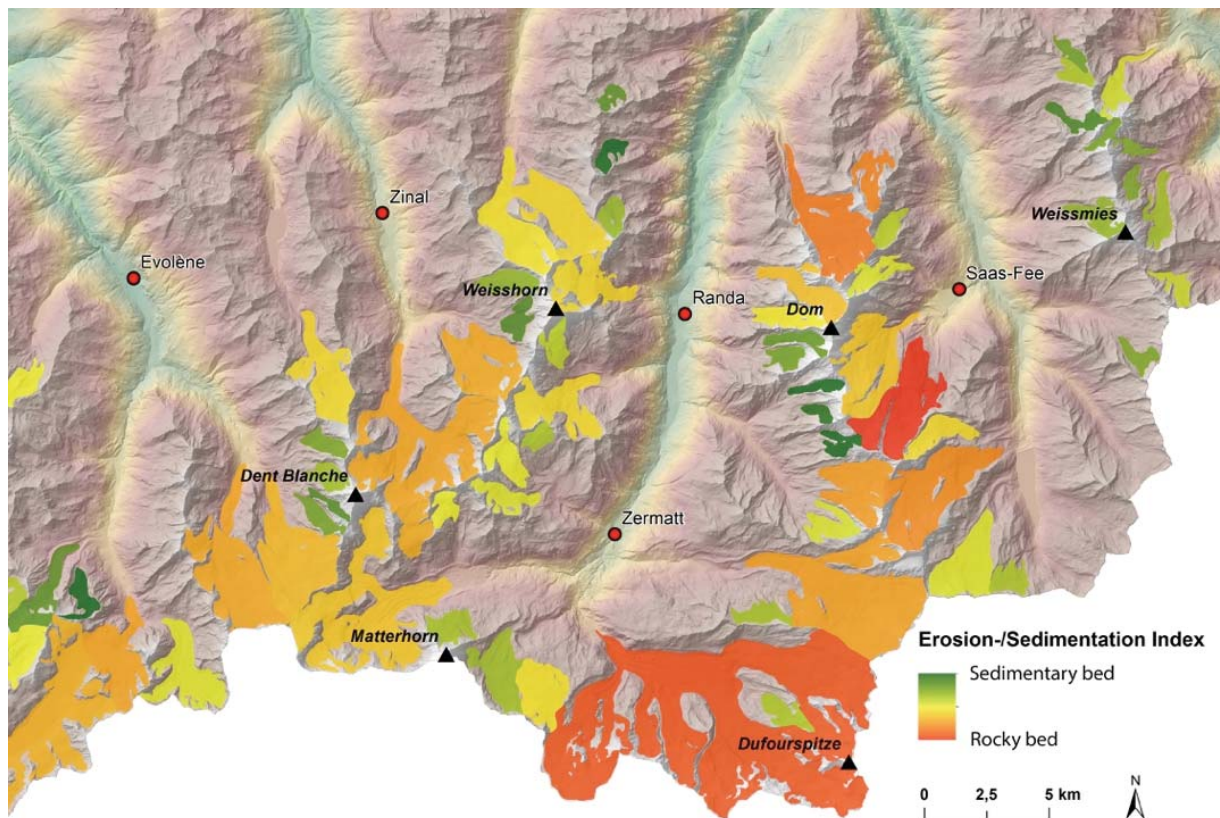 Weissmies
Zinal
Evolène
Saas-Fee
Weisshorn
Randa
Dom
Dent Blanche
Zermatt
Matterhorn
Dufourspitze
Erosion-/Sedimentation Index
Sedimentary bed
Rocky bed
0 2,5 5 km
N